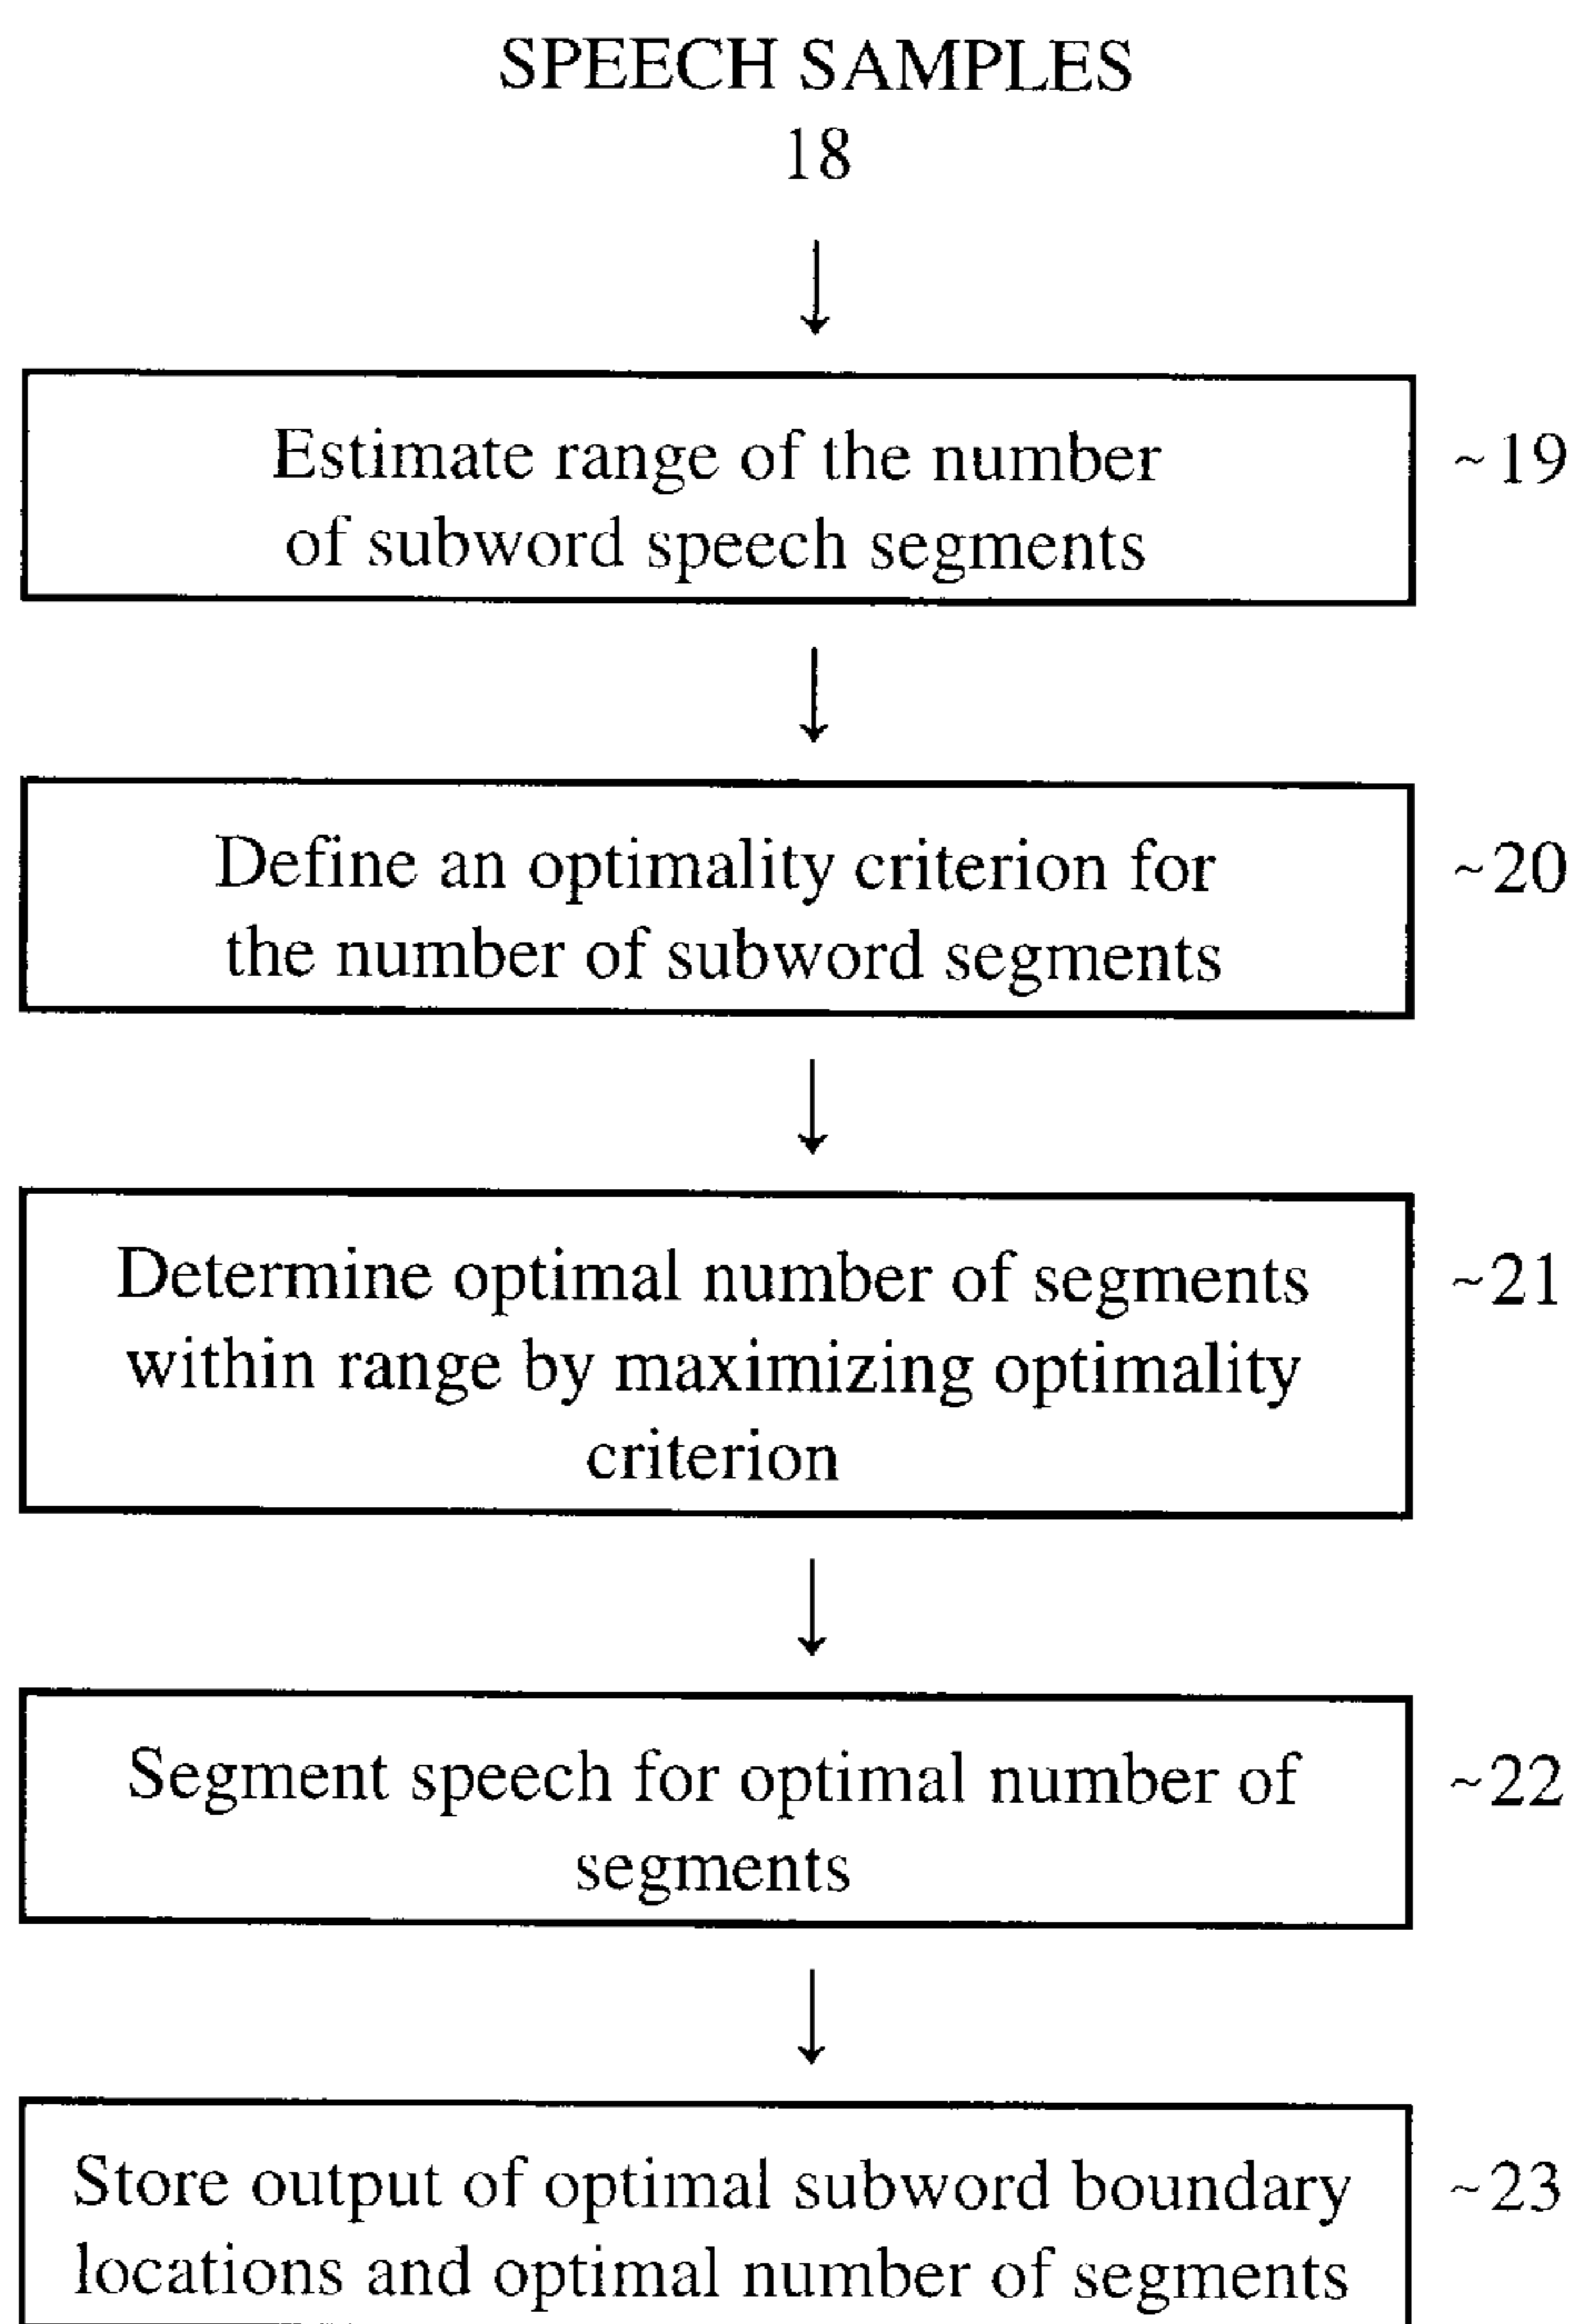 SPEECH SAMPLES
18
Estimate range of the number
of subword speech segments
~19
Define an optimality criterion for
the number of subword segments
~20
Determine optimal number of segments
within range by maximizing optimality
criterion
~21
Segment speech for optimal number of
segments
~22
Store output of optimal subword boundary
locations and optimal number of segments
~23